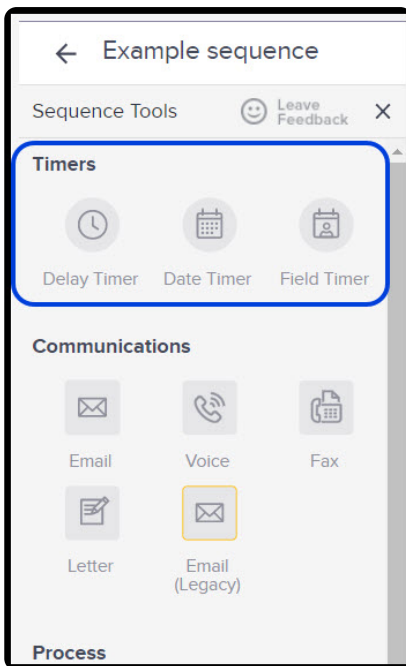 Example sequence
Sequence Tools
Leave
Feedback
Timers
Delay Timer Date Timer Field Timer
Communications
Email Voice Fax
Letter Email
(Legacy)
Process